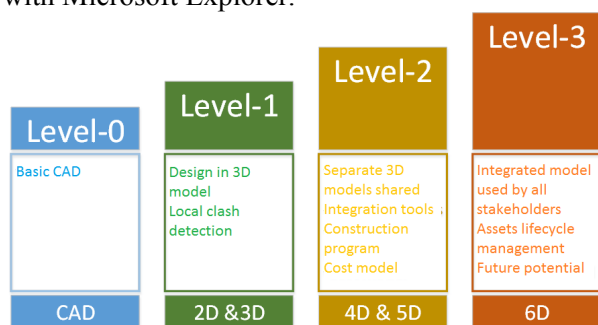 with Microsoft Explorer.
Level-0
Basic CAD
CAD
Level-1
Design in 3D
model
Local clash
detection
2D &3D
Level-2
Separate 3D
models shared
Integration tools
Construction
program
Cost model
4D & 5D
Level-3
Integrated model
used by all
stakeholders
Assets lifecycle
management
Future potential
6D